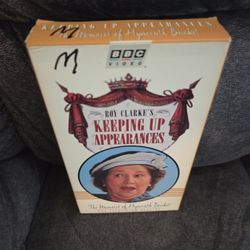 KEEPING UP APPEARANCES
The Memoirs of Hyacinth Bucket
M
M
BBC
VIDEO
ROY CLARKE'S
KEEPING UP
APPEARANCES
The Memoirs of Hyacinth Bucket